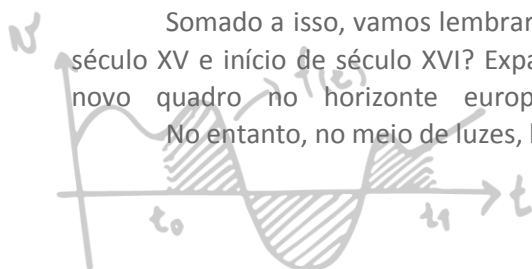 Somado a isso, vamos lembrar
século XV e início de século XVI? Expa
novo quadro no horizonte europ
No entanto, no meio de luzes,
N
f(t)
t₀
t₁
t